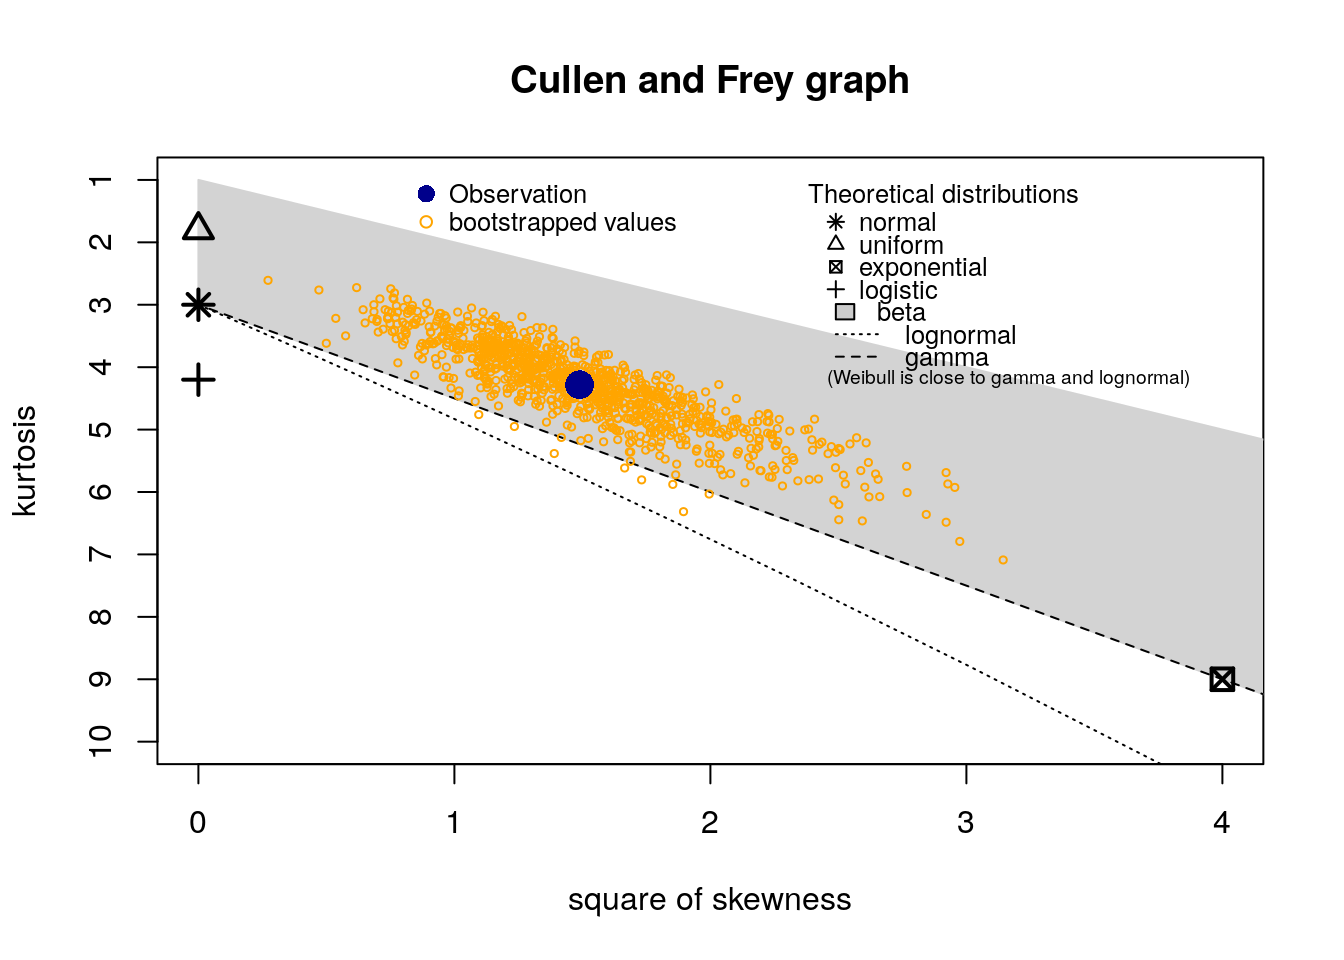 Cullen and Frey graph
Observation
bootstrapped values
Theoretical distributions
normal
uniform
exponential
logistic
beta
lognormal
gamma
(Weibull is close to gamma and lognormal)
kurtosis
1
2
3
4
5
6
7
8
9
10
0 1 2 3 4
square of skewness